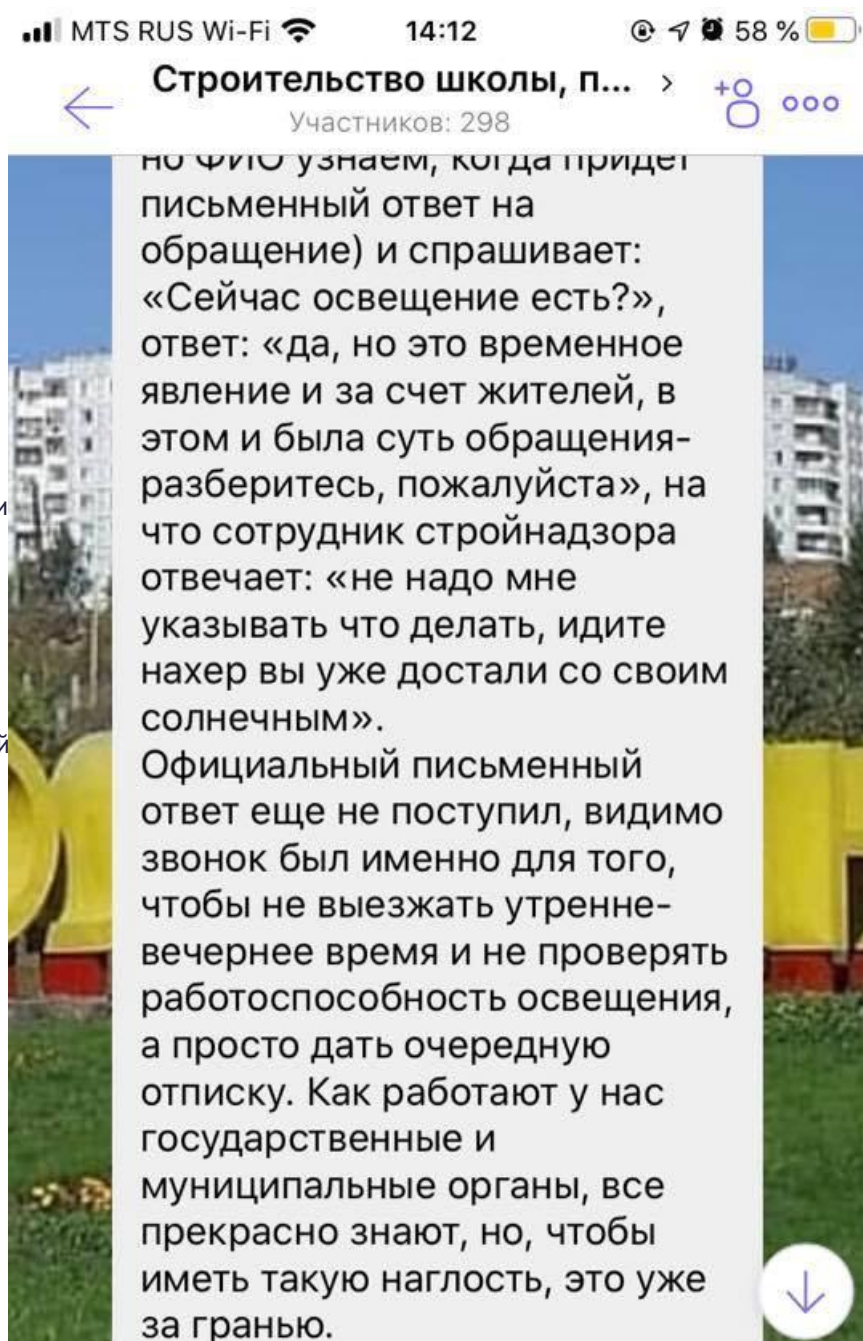 MTS RUS Wi-Fi 14:12 58 %
Строительство школы, п... >
Участников: 298
но ФИО узнаем, когда придет
письменный ответ на
обращение) и спрашивает:
«Сейчас освещение есть?»,
ответ: «да, но это временное
явление и за счет жителей, в
этом и была суть обращения-
разберитесь, пожалуйста», на
что сотрудник стройнадзора
отвечает: «не надо мне
указывать что делать, идите
нахер вы уже достали со своим
солнечным».
Официальный письменный
ответ еще не поступил, видимо
звонок был именно для того,
чтобы не выезжать утренне-
вечернее время и не проверять
работоспособность освещения,
а просто дать очередную
отписку. Как работают у нас
государственные и
муниципальные органы, все
прекрасно знают, но, чтобы
иметь такую наглость, это уже
за гранью.